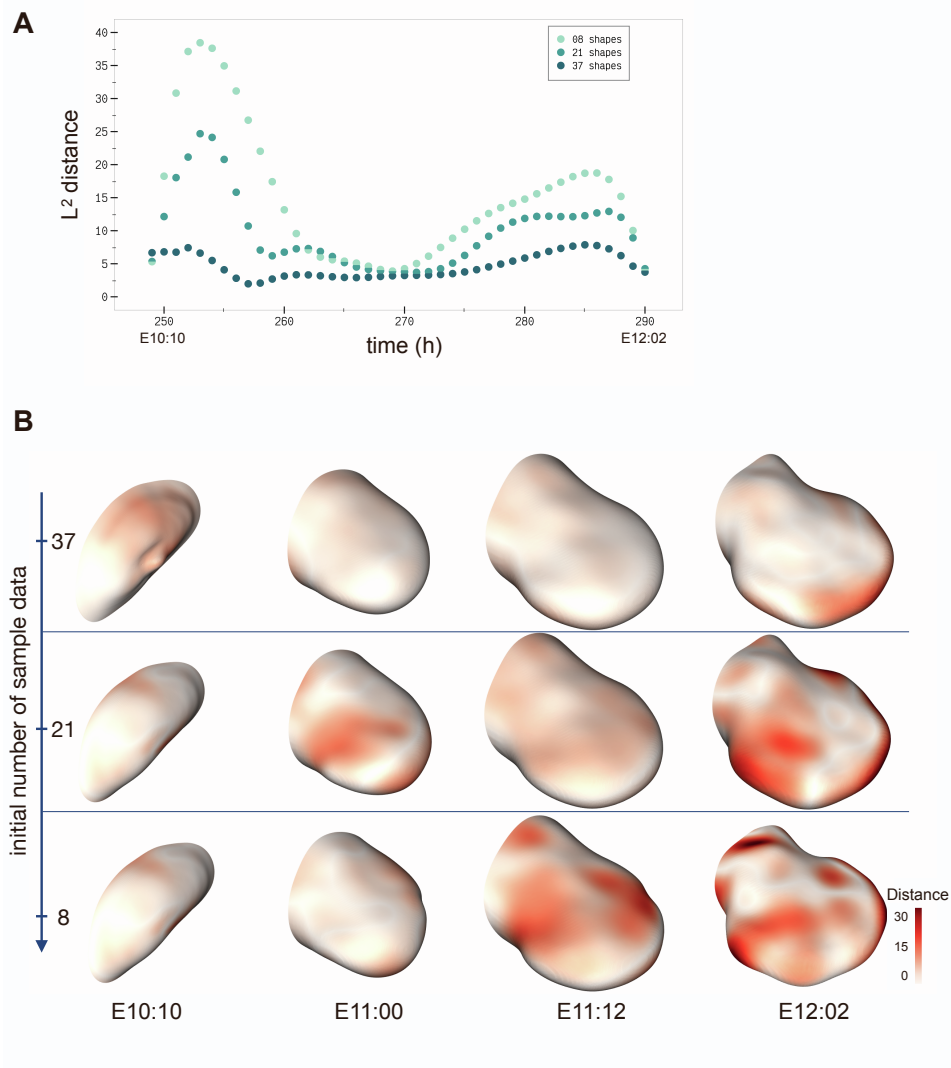 A
L² distance
40
35
30
25
20
15
10
5
0
08 shapes
21 shapes
37 shapes
250
260
270
280
290
E10:10
E12:02
time (h)
B
initial number of sample data
37
21
8
Distance
30
15
0
E10:10
E11:00
E11:12
E12:02